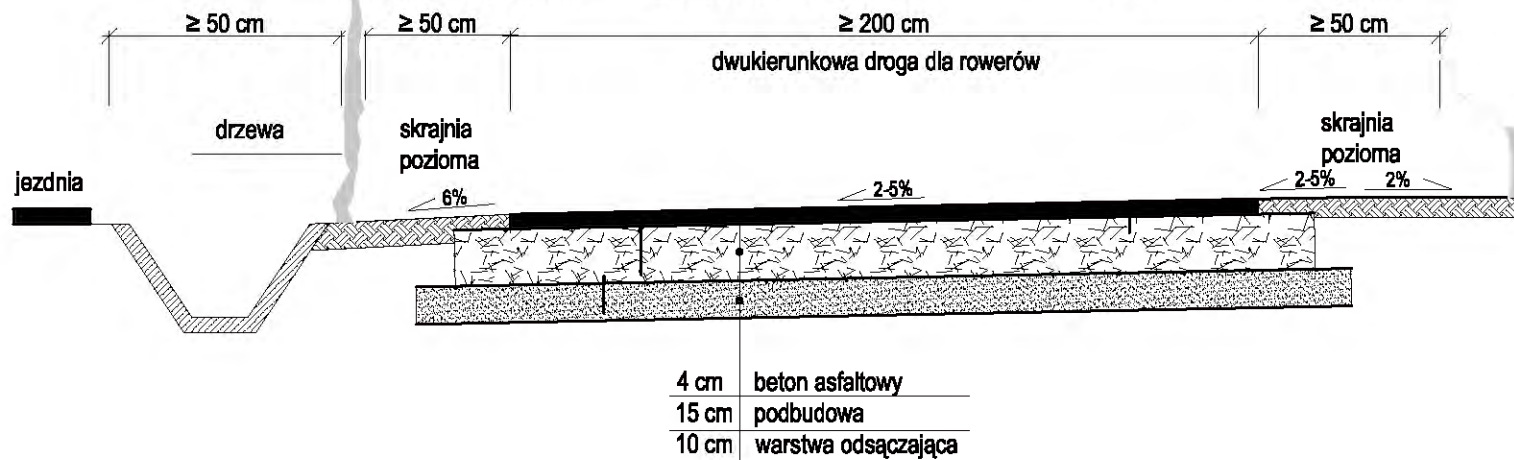 ≥ 50 cm ≥ 50 cm ≥ 200 cm ≥ 50 cm
dwukierunkowa droga dla rowerów
drzewa
skrajnia
pozioma
skrajnia
pozioma
jezdnia
6%
2-5%
2-5%
2%
4 cm beton asfaltowy
15 cm podbudowa
10 cm warstwa odsączająca